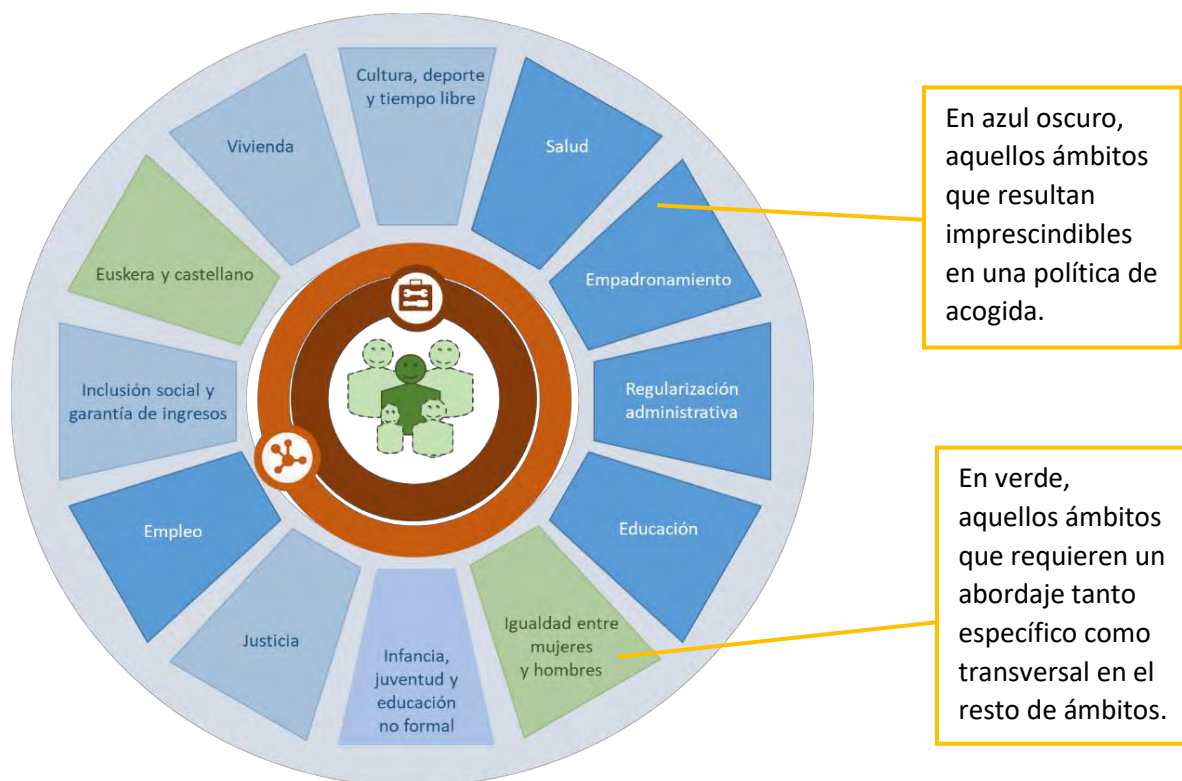 Cultura, deporte
y tiempo libre
Salud
Empadronamiento
Regularización
administrativa
Educación
Igualdad entre
mujeres
y hombres
Infancia,
juventud y
educación
no formal
Justicia
Empleo
Inclusión social y
garantía de ingresos
Euskera y castellano
Vivienda
En azul oscuro,
aquellos ámbitos
que resultan
imprescindibles
en una política de
acogida.
En verde,
aquellos ámbitos
que requieren un
abordaje tanto
específico como
transversal en el
resto de ámbitos.